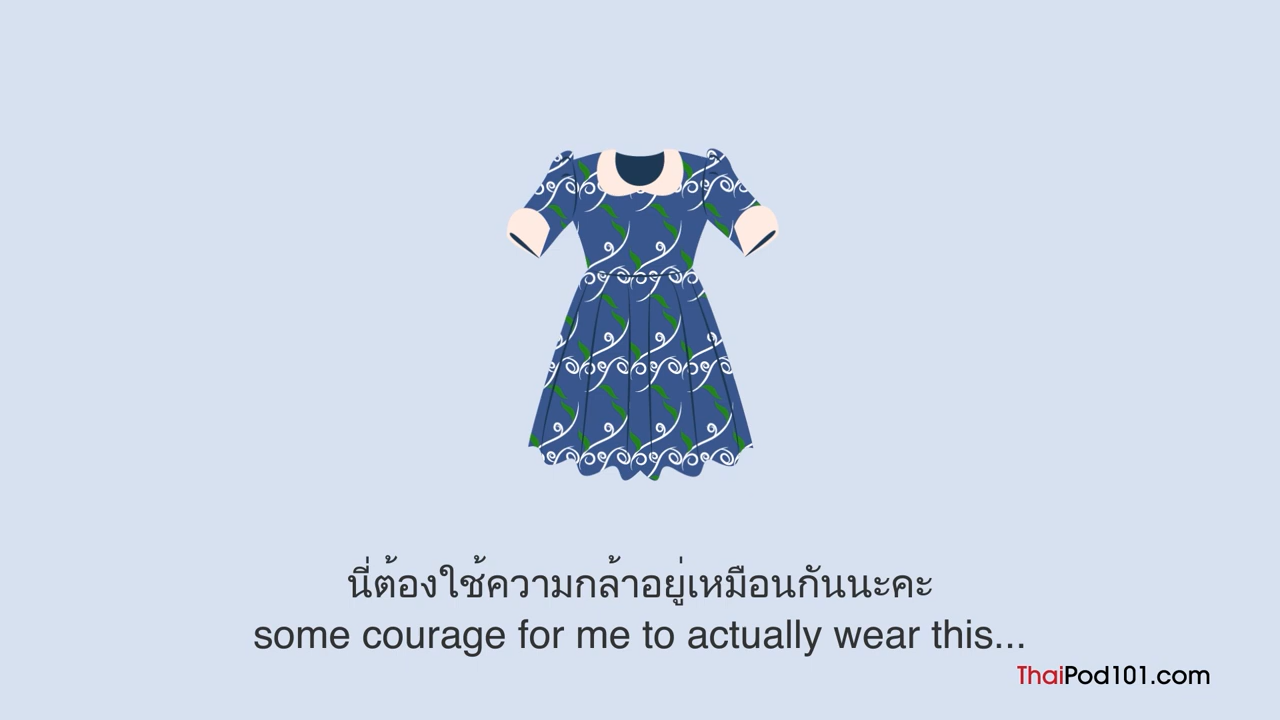 นี่ต้องใช้ความกล้าอยู่เหมือนกันนะคะ
some courage for me to actually wear this...
ThaiPod101.com